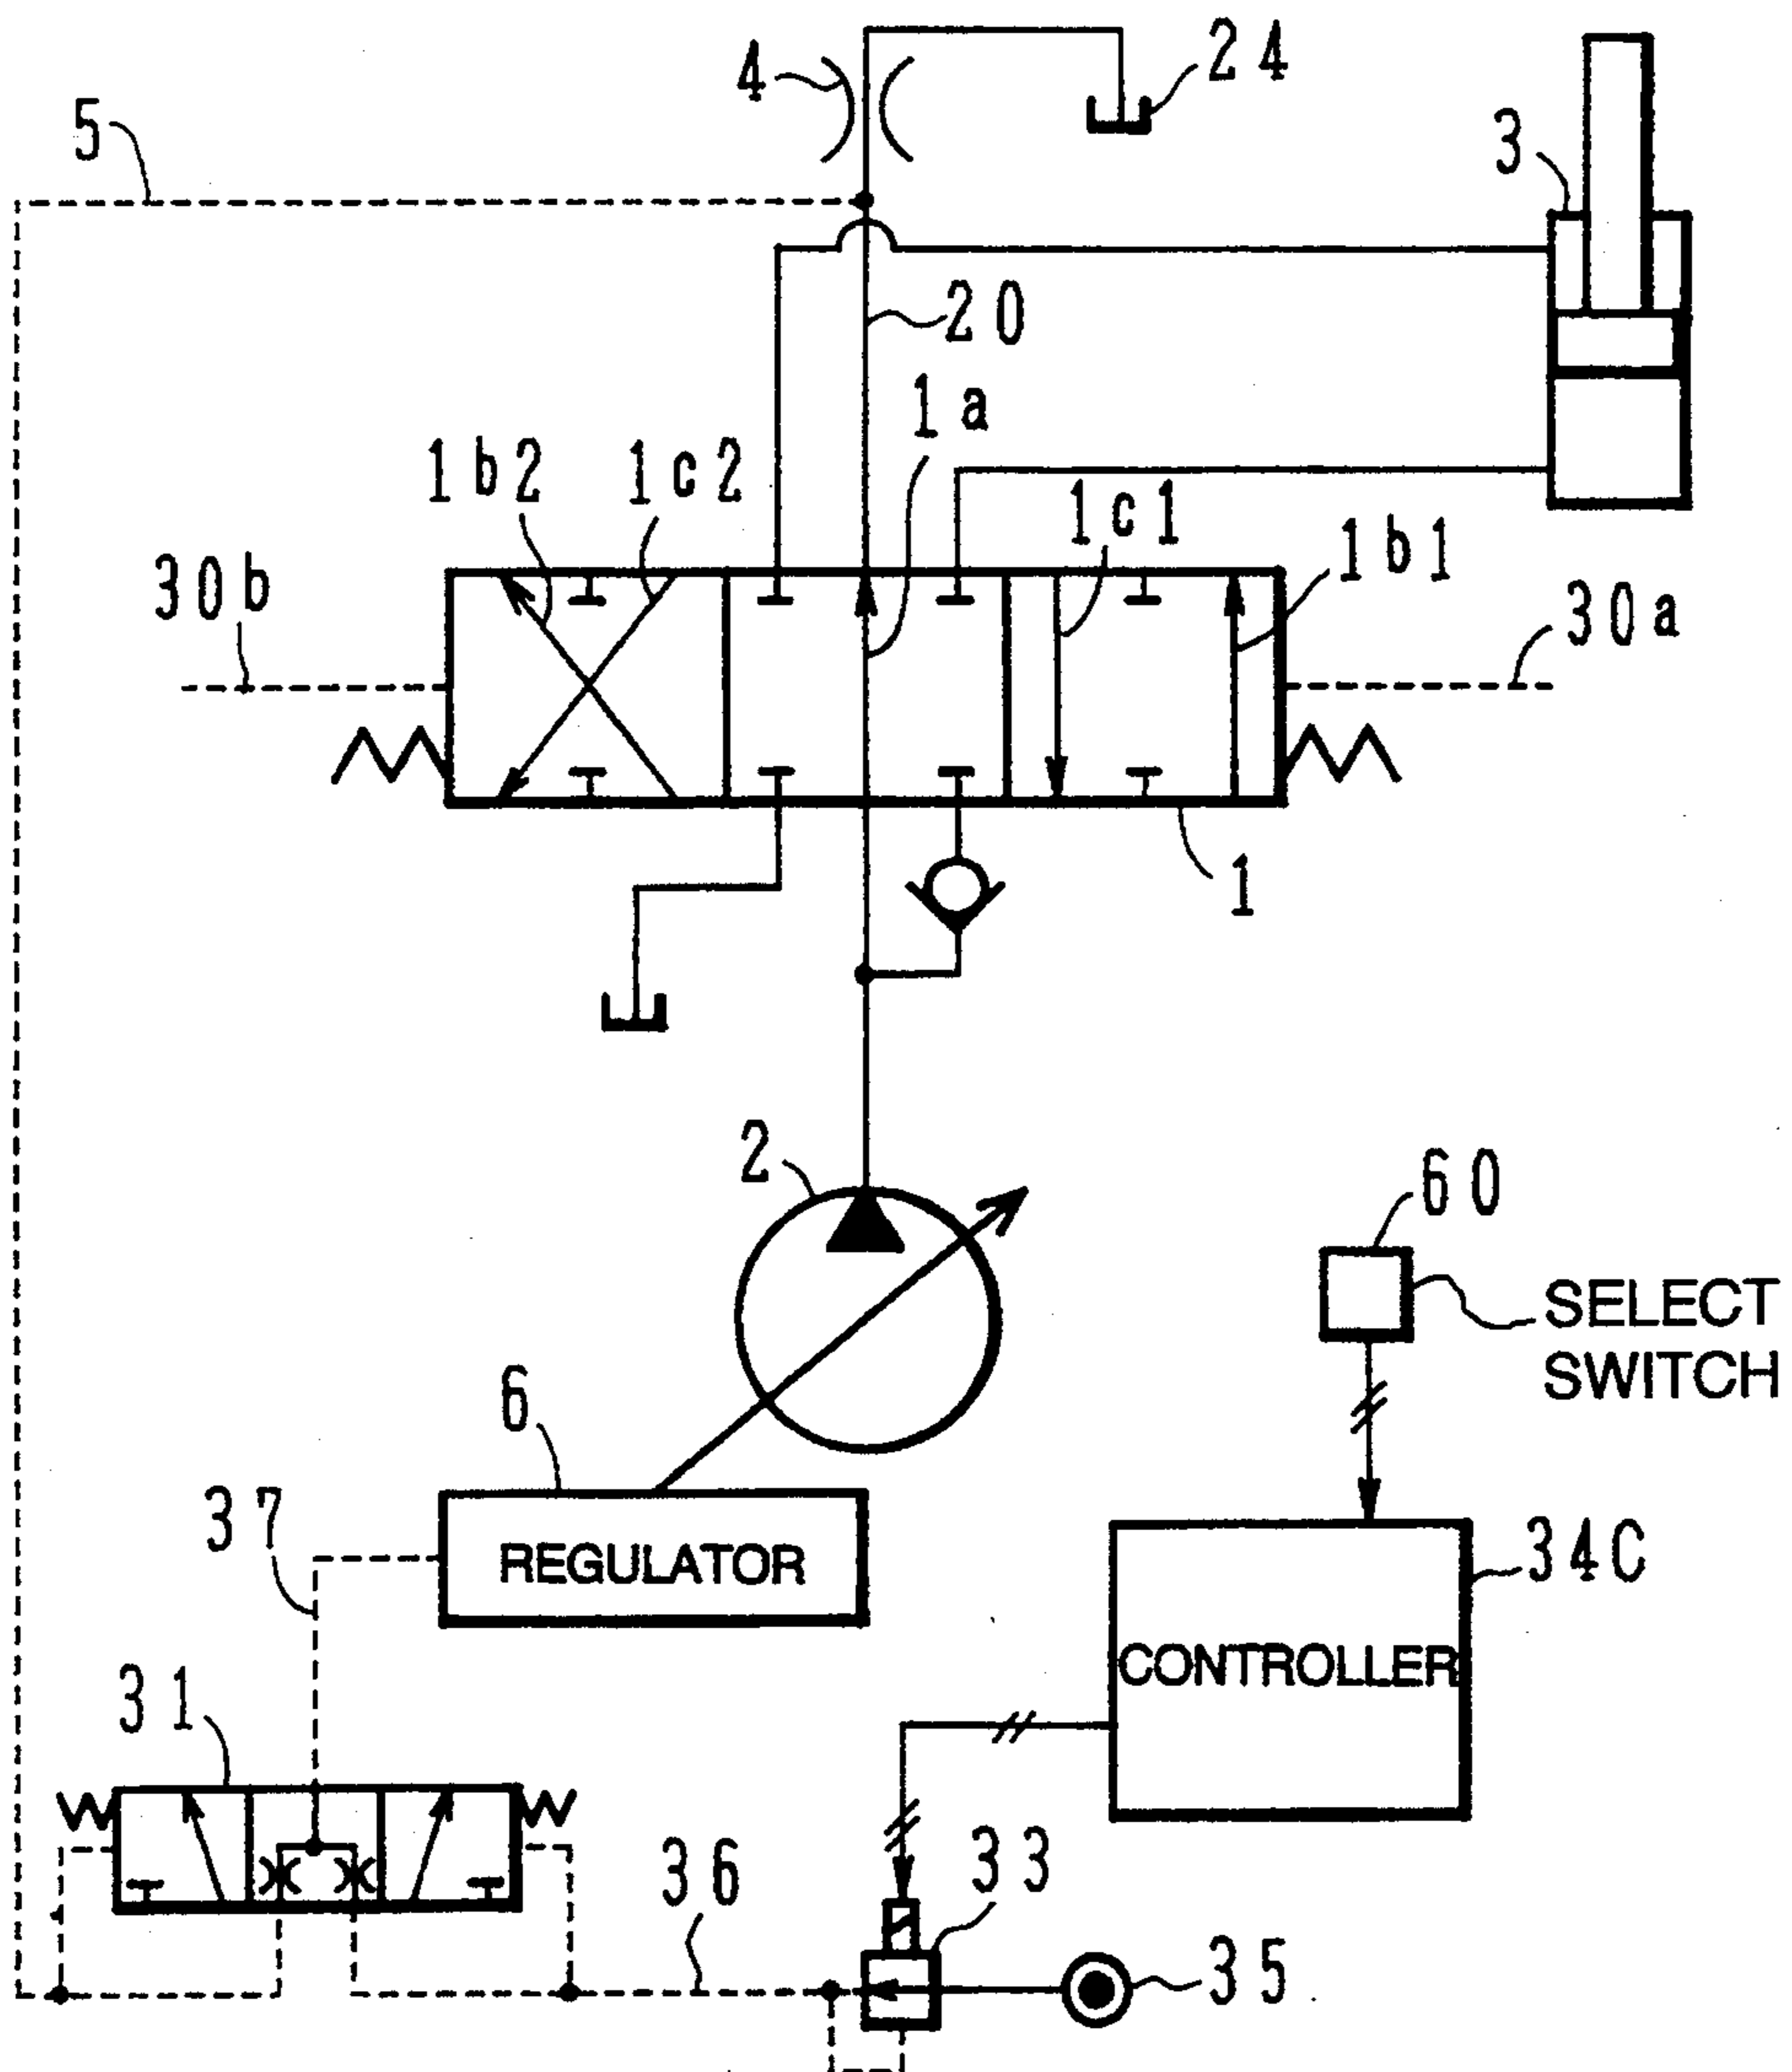 4
24
5
3
20
1a
1b2
1c2
1c1
1b1
30b
30a
1
2
60
SELECT
SWITCH
6
37
REGULATOR
34C
CONTROLLER
31
36
33
35